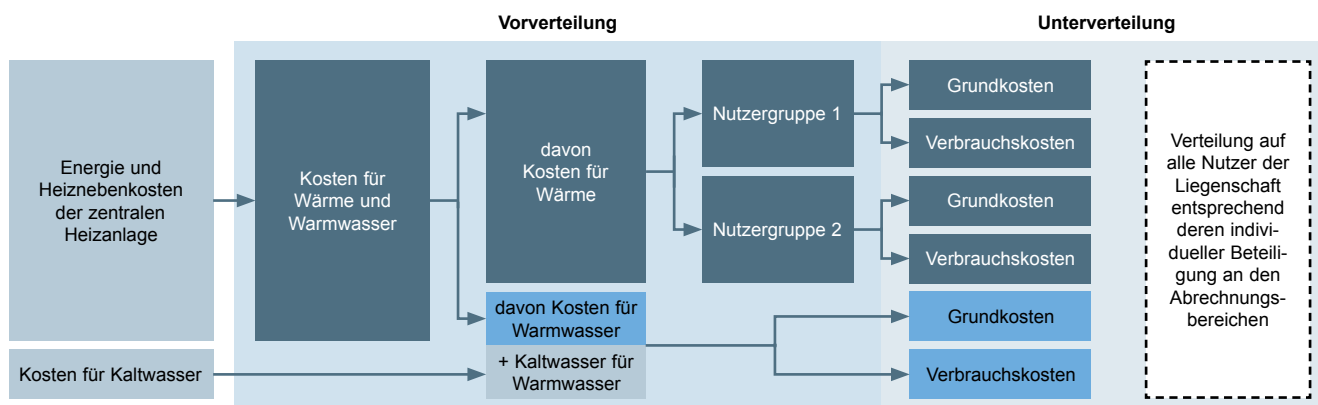 Vorverteilung
Unterverteilung
Energie und
Heiznebenkosten
der zentralen
Heizanlage
Kosten für
Wärme und
Warmwasser
davon
Kosten für
Wärme
Nutzergruppe 1
Nutzergruppe 2
Grundkosten
Verbrauchskosten
Grundkosten
Verbrauchskosten
Verteilung auf
alle Nutzer der
Liegenschaft
entsprechend
deren indivi-
dueller Beteili-
gung an den
Abrechnungs-
bereichen
davon Kosten für
Warmwasser
Grundkosten
Kosten für Kaltwasser
+ Kaltwasser für
Warmwasser
Verbrauchskosten